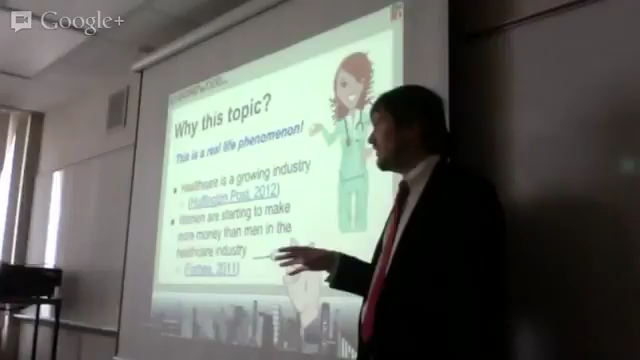 Google+
Why this topic?
This is a real life phenomenon!
Healthcare is a growing industry
- (Huffington Post, 2012)
Women are starting to make
more money than men in the
healthcare industry
- (Forbes, 2011)